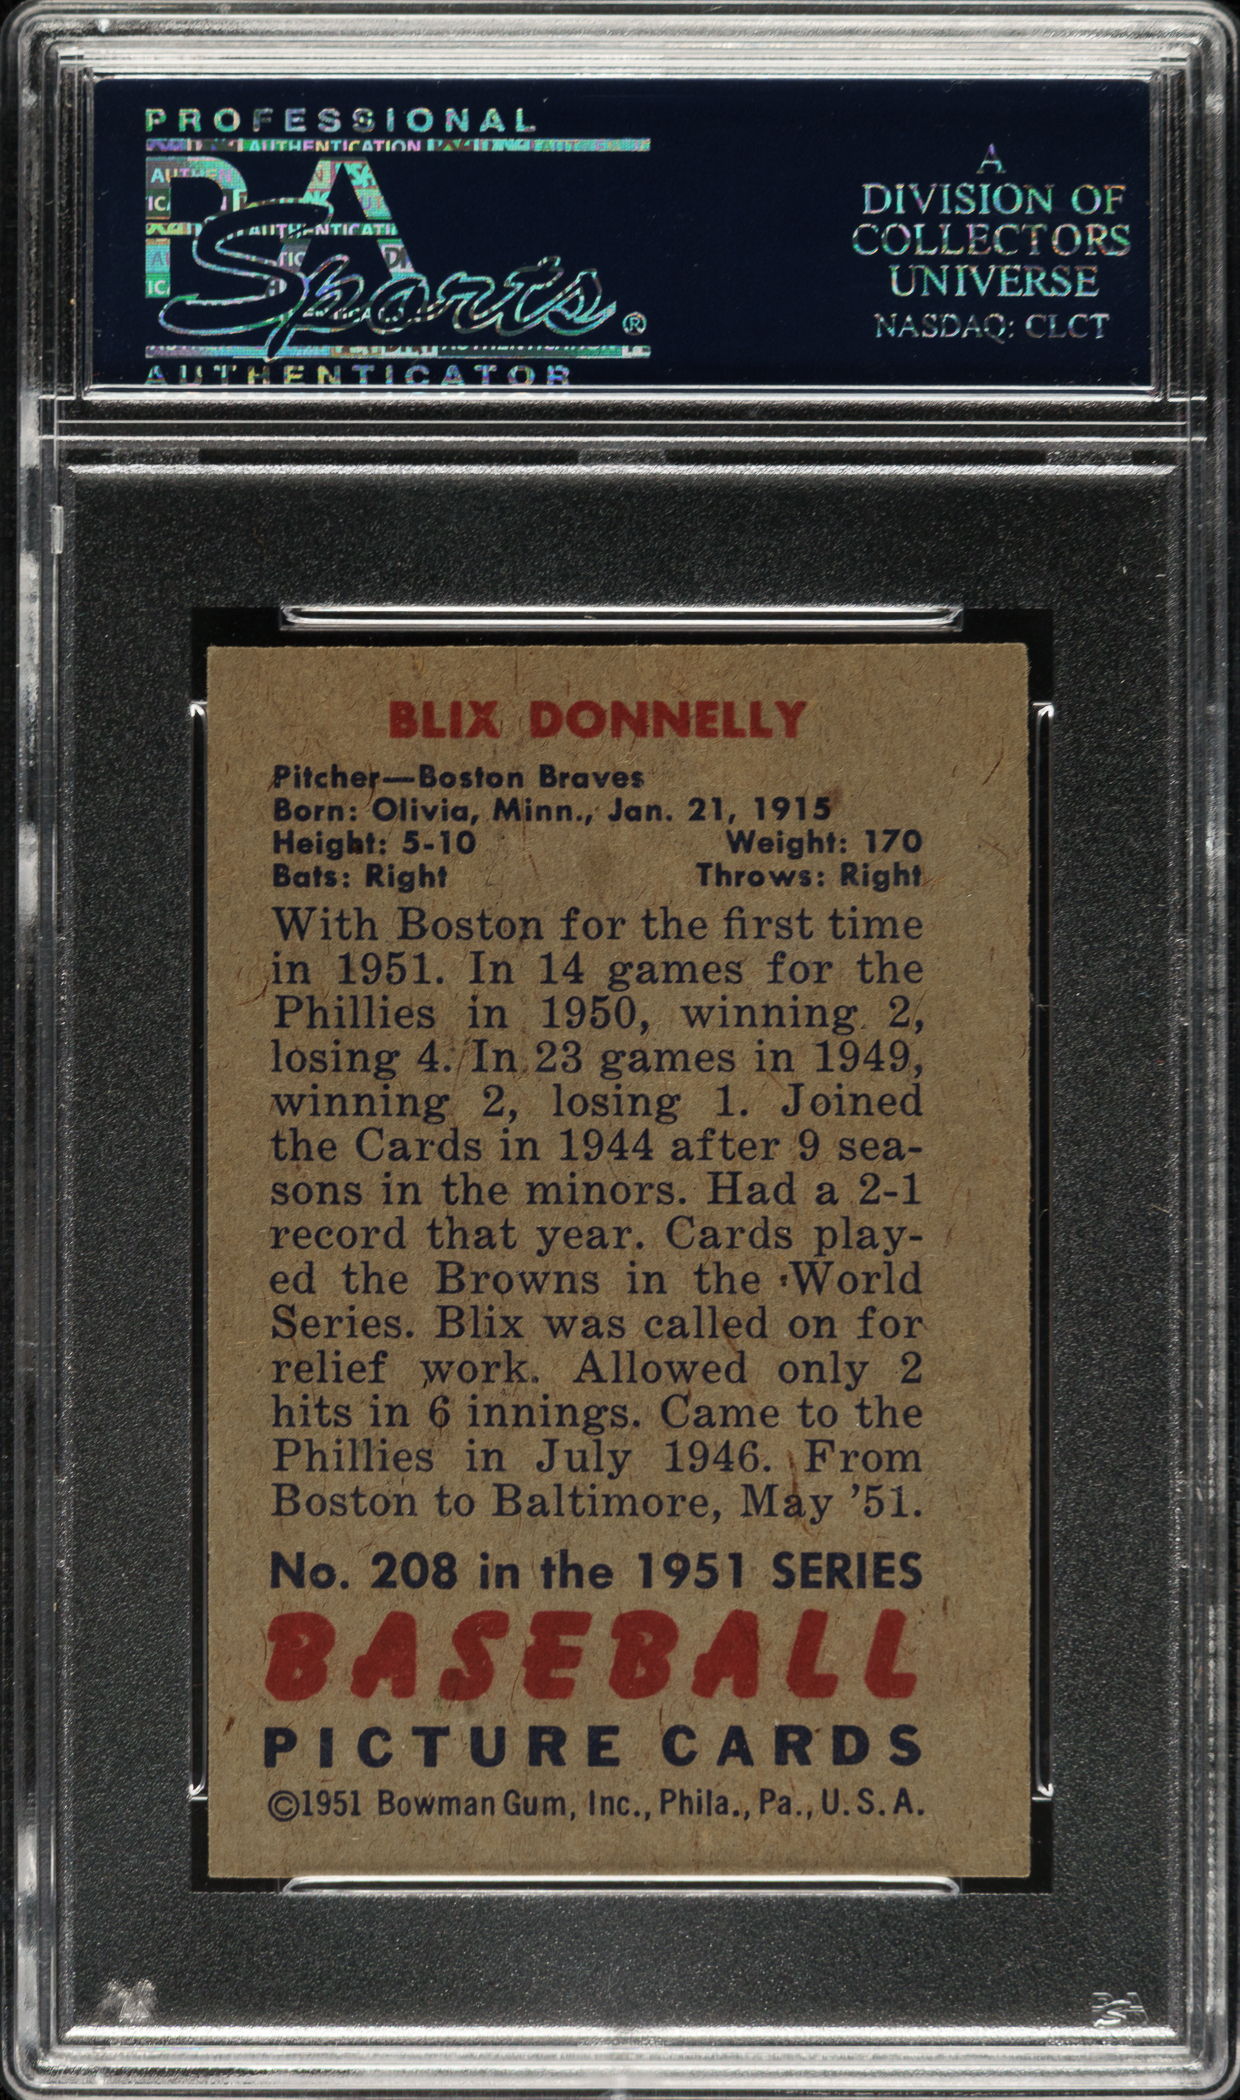 PROFESSIONAL
PSA
Sports®
AUTHENTICATOR
A
DIVISION OF
COLLECTORS
UNIVERSE
NASDAQ: CLCT
BLIX DONNELLY
Pitcher—Boston Braves
Born: Olivia, Minn., Jan. 21, 1915
Height: 5-10 Weight: 170
Bats: Right Throws: Right
With Boston for the first time
in 1951. In 14 games for the
Phillies in 1950, winning 2,
losing 4. In 23 games in 1949,
winning 2, losing 1. Joined
the Cards in 1944 after 9 sea-
sons in the minors. Had a 2-1
record that year. Cards play-
ed the Browns in the World
Series. Blix was called on for
relief work. Allowed only 2
hits in 6 innings. Came to the
Phillies in July 1946. From
Boston to Baltimore, May '51.
No. 208 in the 1951 SERIES
BASEBALL
PICTURE CARDS
©1951 Bowman Gum, Inc., Phila., Pa., U.S.A.
PSA